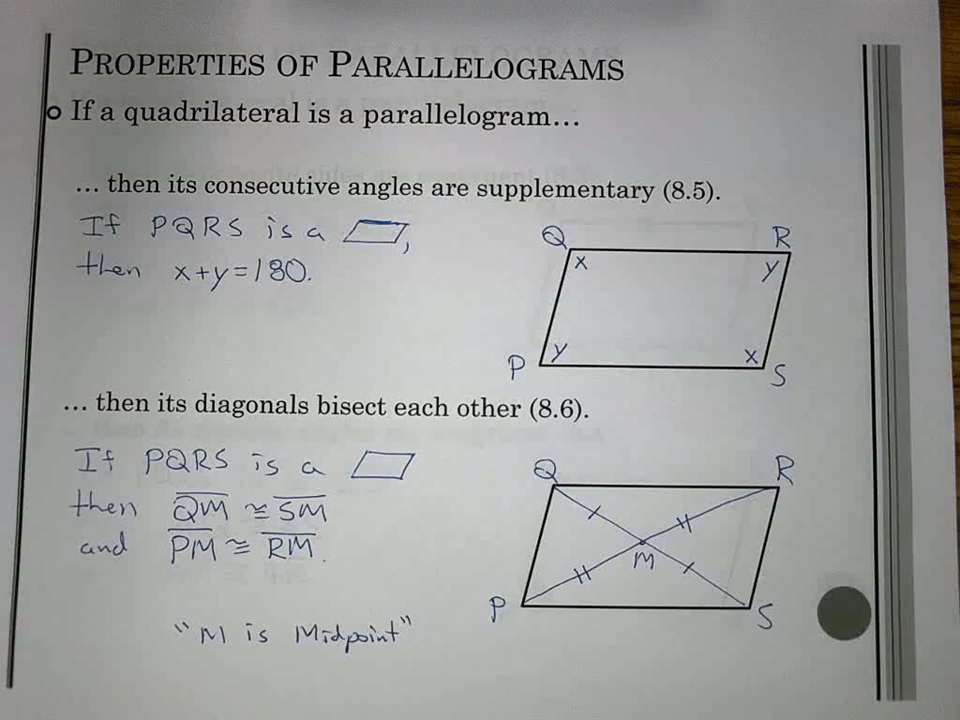 PROPERTIES OF PARALLELOGRAMS
If a quadrilateral is a parallelogram…
… then its consecutive angles are supplementary (8.5).
If PQRS is a ▱,
then x+y=180.
Q R
x y
y x
P S
… then its diagonals bisect each other (8.6).
If PQRS is a ▱
then QM ≅ SM
and PM ≅ RM.
"M is Midpoint"
Q R
M
P S